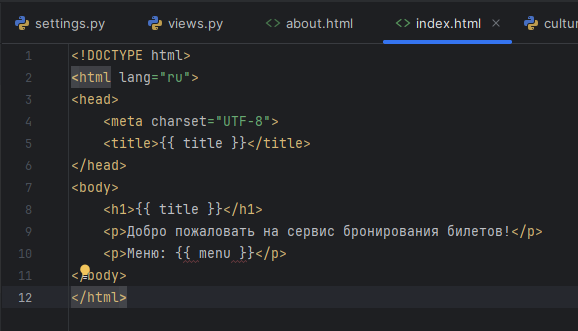 settings.py views.py about.html index.html cultur
1 <!DOCTYPE html>
2 <html lang="ru">
3 <head>
4 <meta charset="UTF-8">
5 <title>{{ title }}</title>
6 </head>
7 <body>
8 <h1>{{ title }}</h1>
9 <p>Добро пожаловать на сервис бронирования билетов!</p>
10 <p>Меню: {{ menu }}</p>
11 </body>
12 </html>